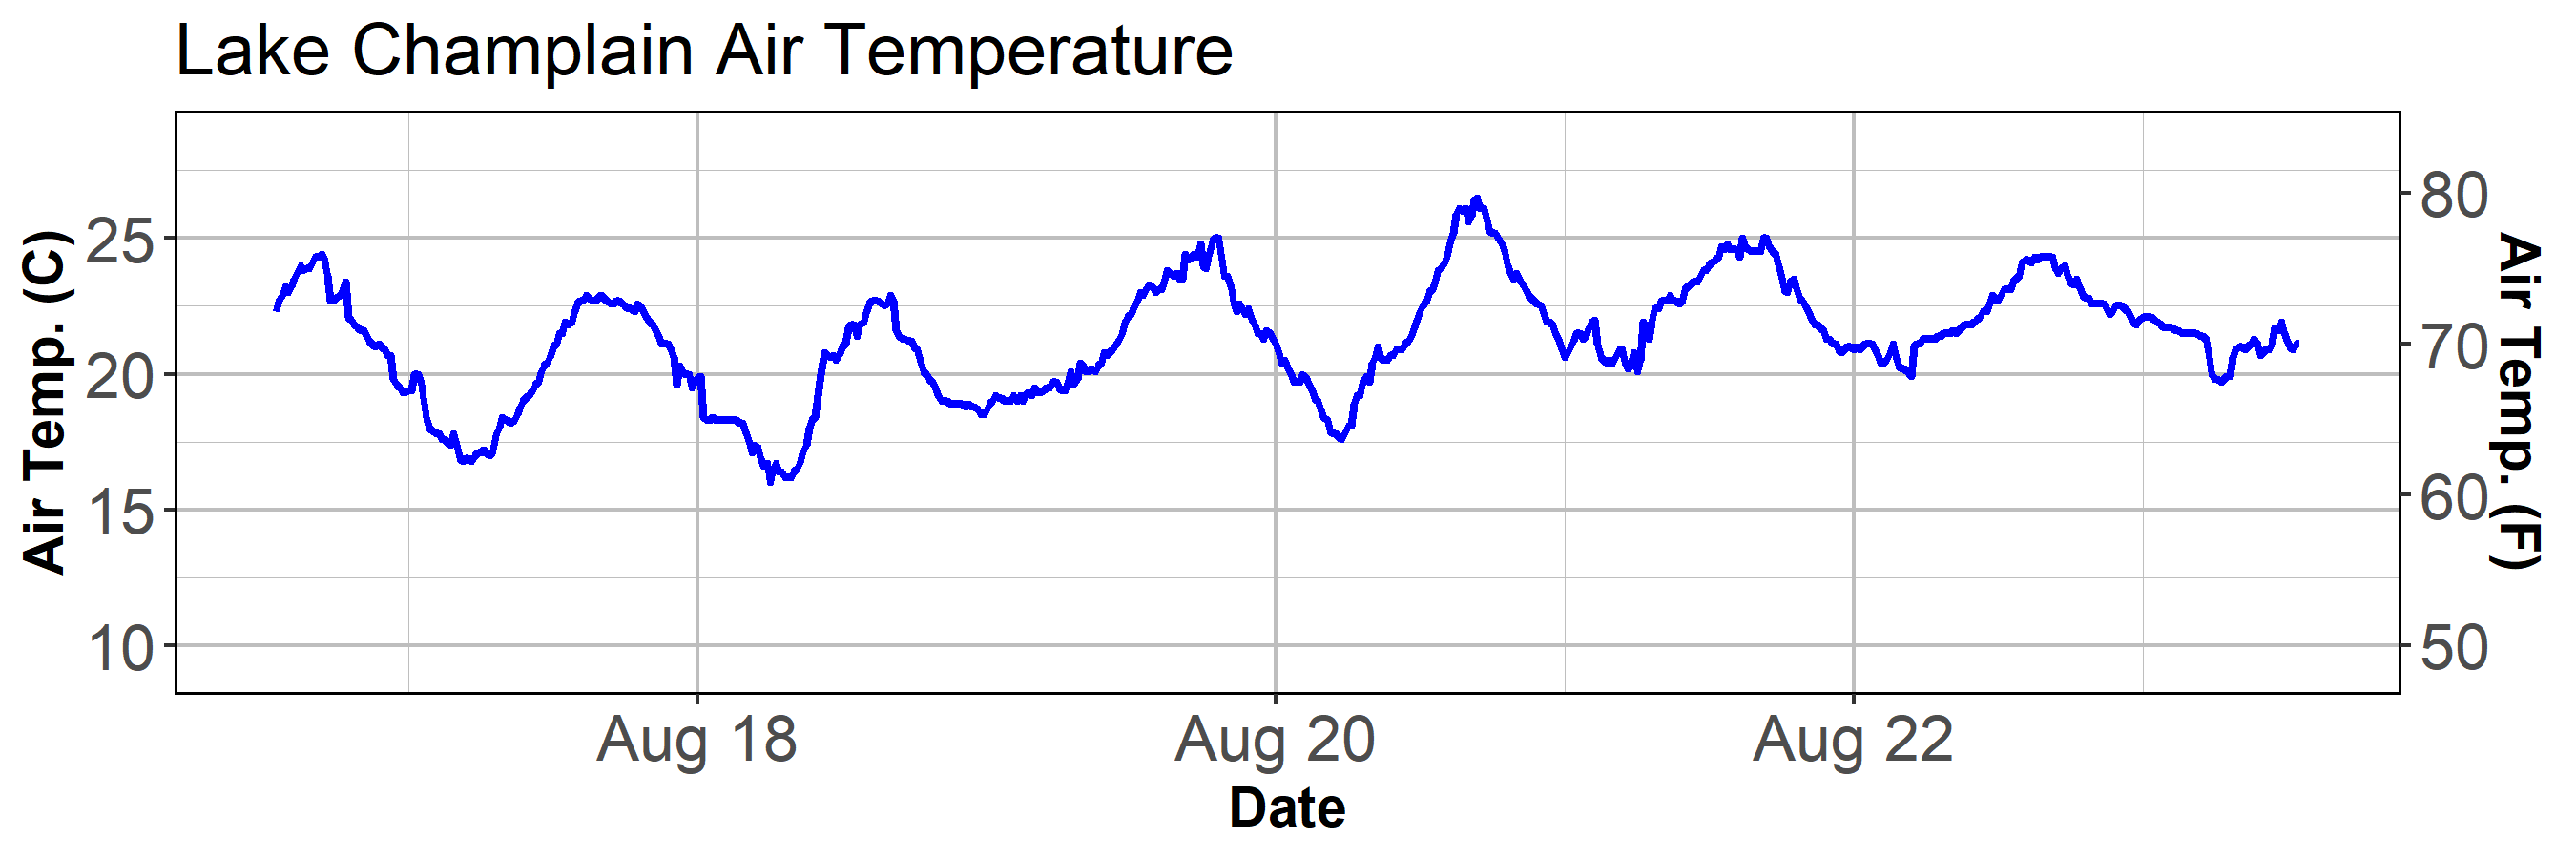 Lake Champlain Air Temperature
Air Temp. (C)
25
20
15
10
80
70
60
50
Air Temp. (F)
Aug 18
Aug 20
Aug 22
Date